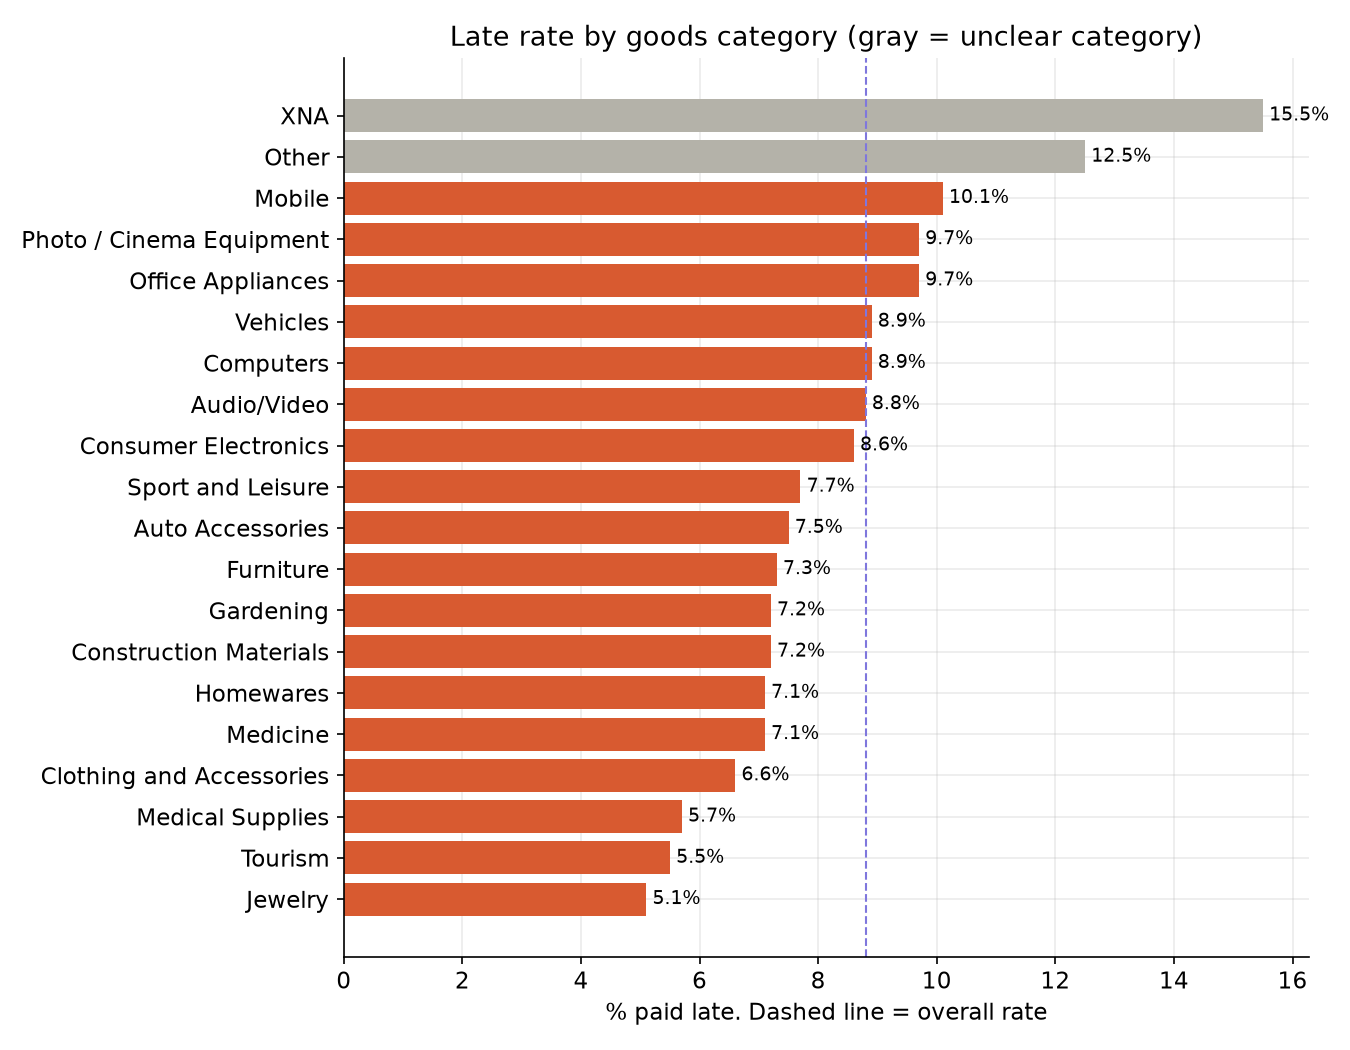 Late rate by goods category (gray = unclear category)
XNA 15.5%
Other 12.5%
Mobile 10.1%
Photo / Cinema Equipment 9.7%
Office Appliances 9.7%
Vehicles 8.9%
Computers 8.9%
Audio/Video 8.8%
Consumer Electronics 8.6%
Sport and Leisure 7.7%
Auto Accessories 7.5%
Furniture 7.3%
Gardening 7.2%
Construction Materials 7.2%
Homewares 7.1%
Medicine 7.1%
Clothing and Accessories 6.6%
Medical Supplies 5.7%
Tourism 5.5%
Jewelry 5.1%
0 2 4 6 8 10 12 14 16
% paid late. Dashed line = overall rate